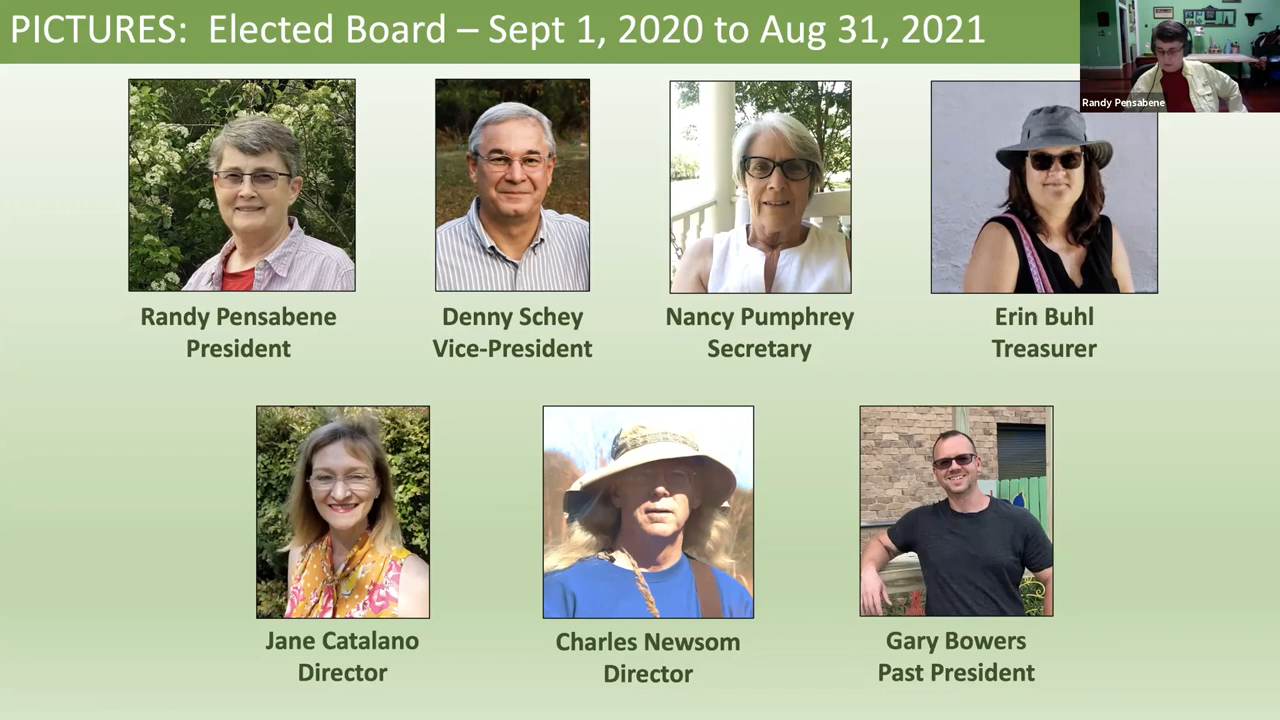 PICTURES: Elected Board – Sept 1, 2020 to Aug 31, 2021
Randy Pensabene
Randy Pensabene
President
Denny Schey
Vice-President
Nancy Pumphrey
Secretary
Erin Buhl
Treasurer
Jane Catalano
Director
Charles Newsom
Director
Gary Bowers
Past President